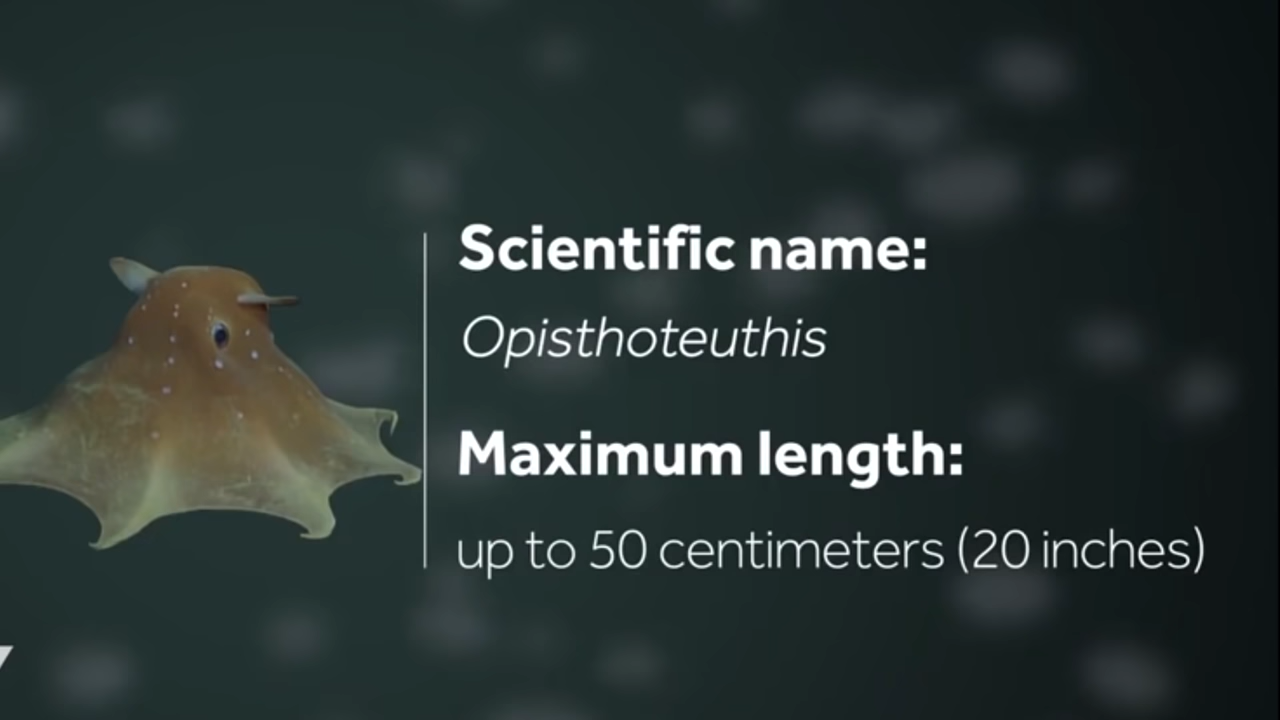 Scientific name:
Opisthoteuthis
Maximum length:
up to 50 centimeters (20 inches)